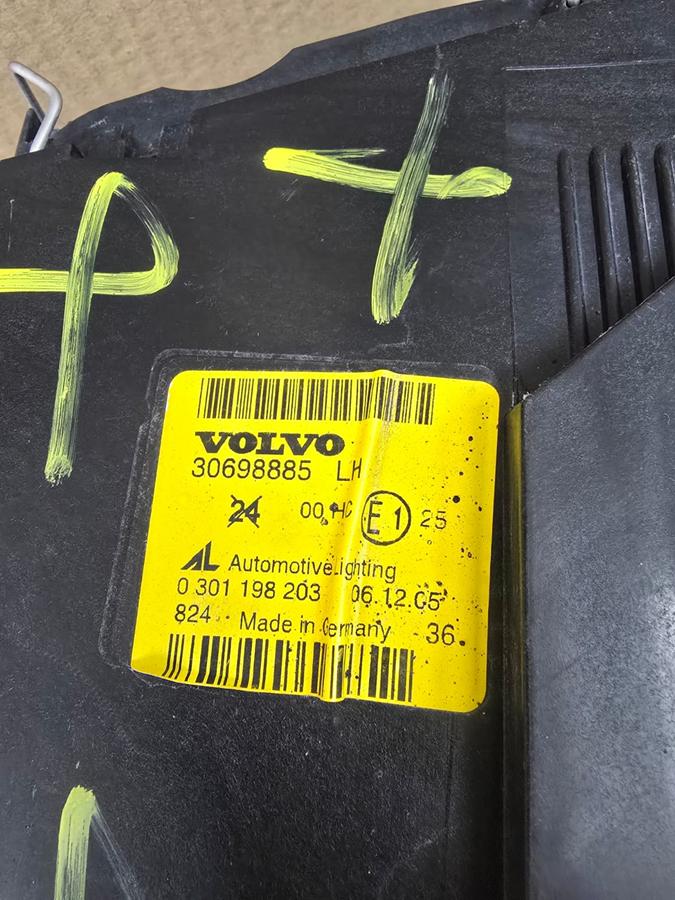 VOLVO
30698885 LH
24 00 HC E1 25
AL AutomotiveLighting
0 301 198 203 06.12.05
824 Made in Germany 36